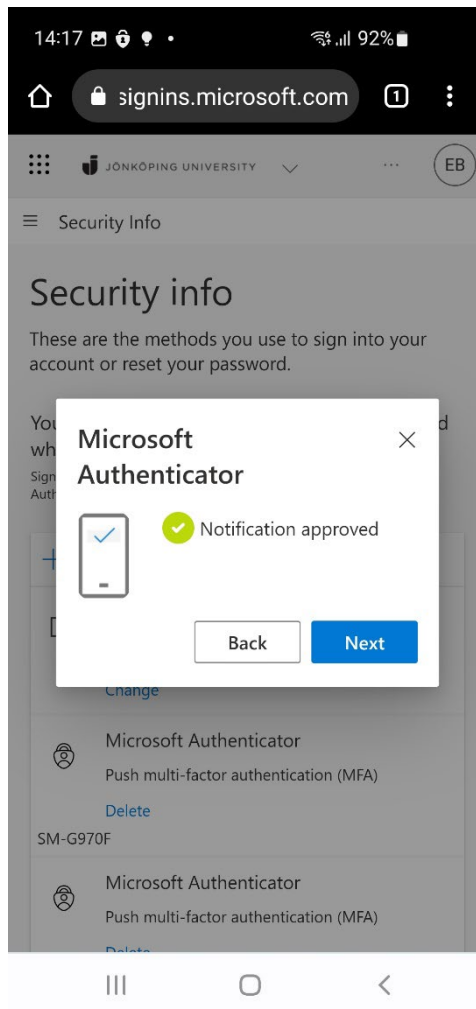 14:17 92%
signins.microsoft.com 1
JÖNKÖPING UNIVERSITY ... EB
Security Info
Security info
These are the methods you use to sign into your
account or reset your password.
Microsoft
Authenticator
Notification approved
Back Next
Change
Microsoft Authenticator
Push multi-factor authentication (MFA)
Delete
SM-G970F
Microsoft Authenticator
Push multi-factor authentication (MFA)
Delete